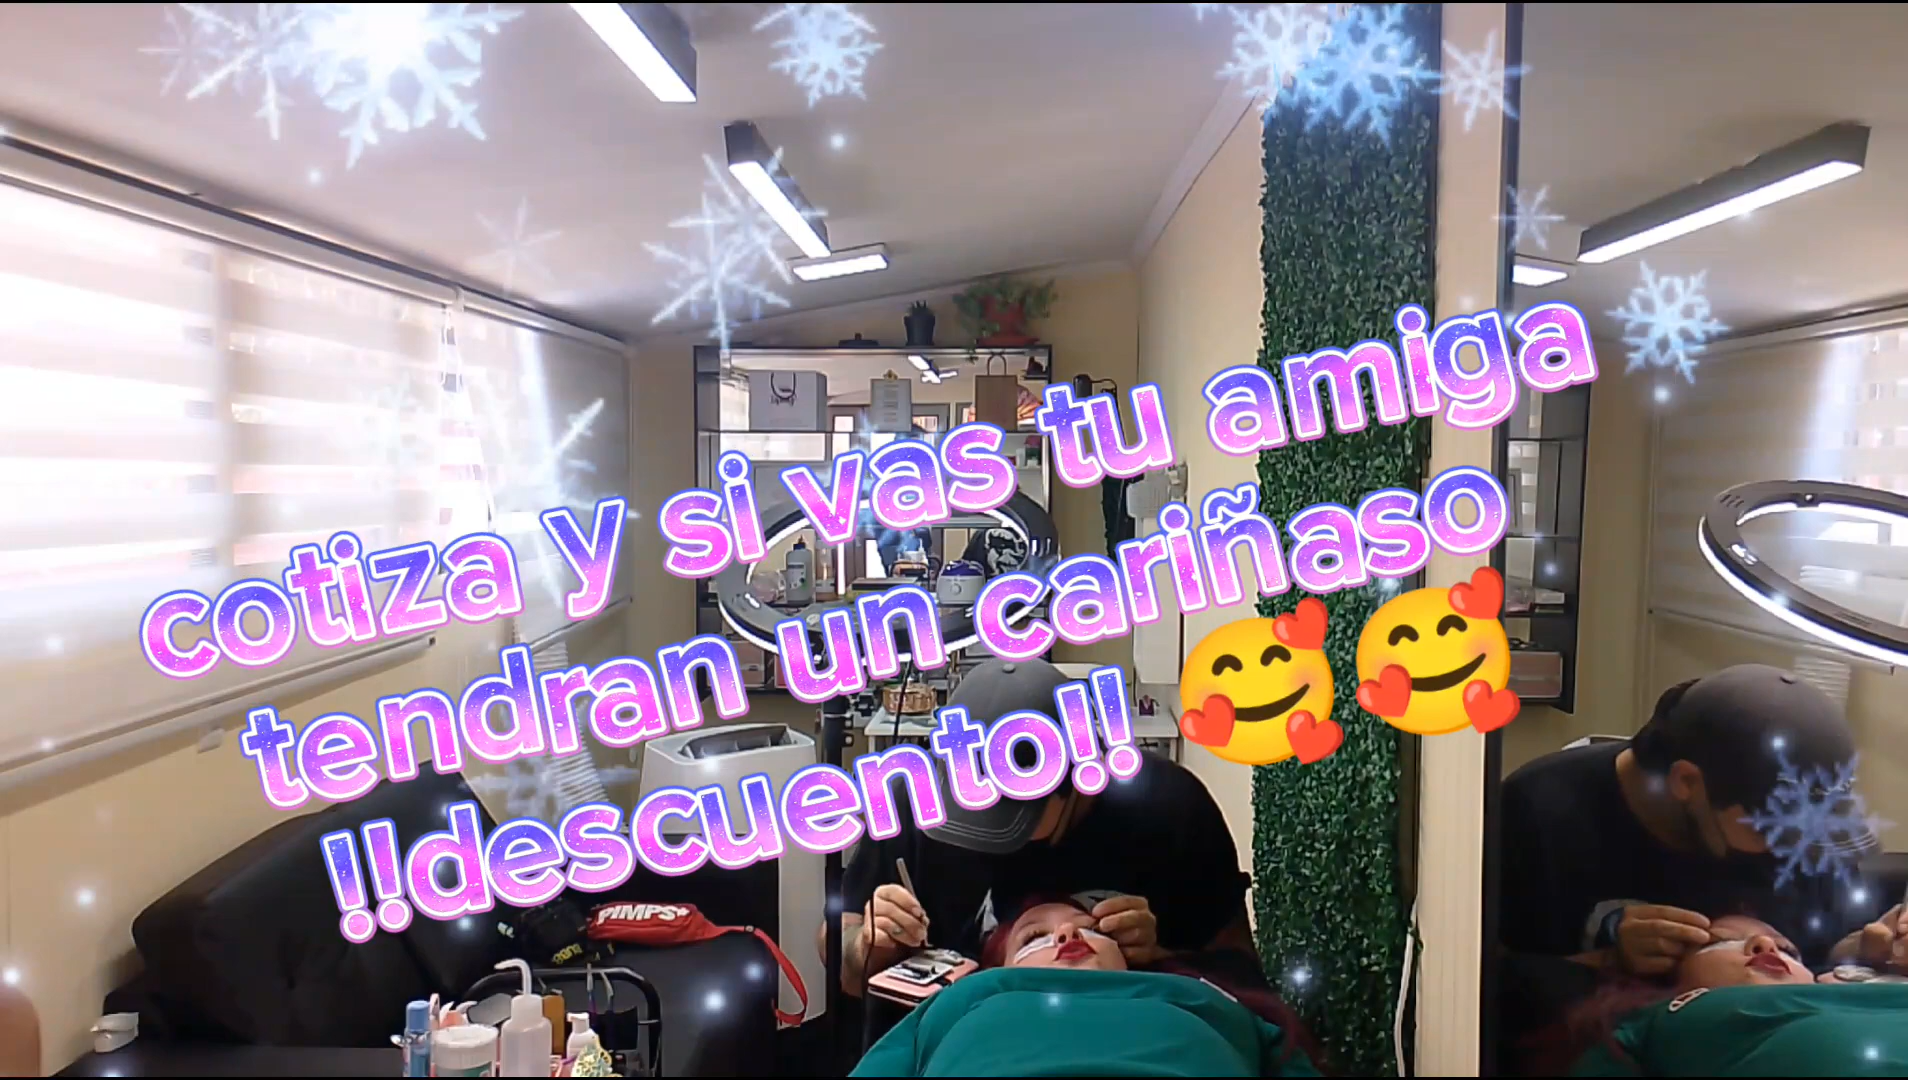 cotiza y si vas tu amiga
tendran un cariñaso
!!descuento!!
PIMPS